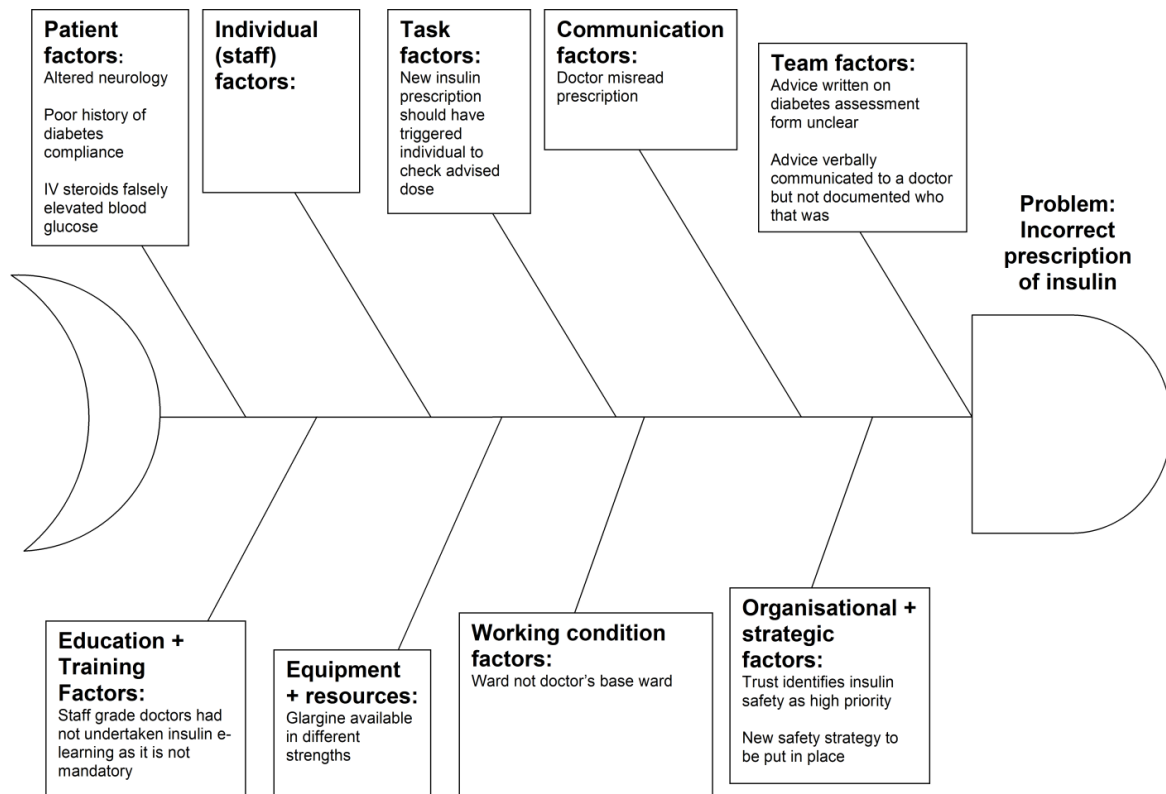 Patient
factors:
Altered neurology
Poor history of
diabetes
compliance
IV steroids falsely
elevated blood
glucose
Individual
(staff)
factors:
Task
factors:
New insulin
prescription
should have
triggered
individual to
check advised
dose
Communication
factors:
Doctor misread
prescription
Team factors:
Advice written on
diabetes assessment
form unclear
Advice verbally
communicated to a doctor
but not documented who
that was
Problem:
Incorrect
prescription
of insulin
Education +
Training
Factors:
Staff grade doctors had
not undertaken insulin e-
learning as it is not
mandatory
Equipment
+ resources:
Glargine available
in different
strengths
Working condition
factors:
Ward not doctor's base ward
Organisational +
strategic
factors:
Trust identifies insulin
safety as high priority
New safety strategy to
be put in place